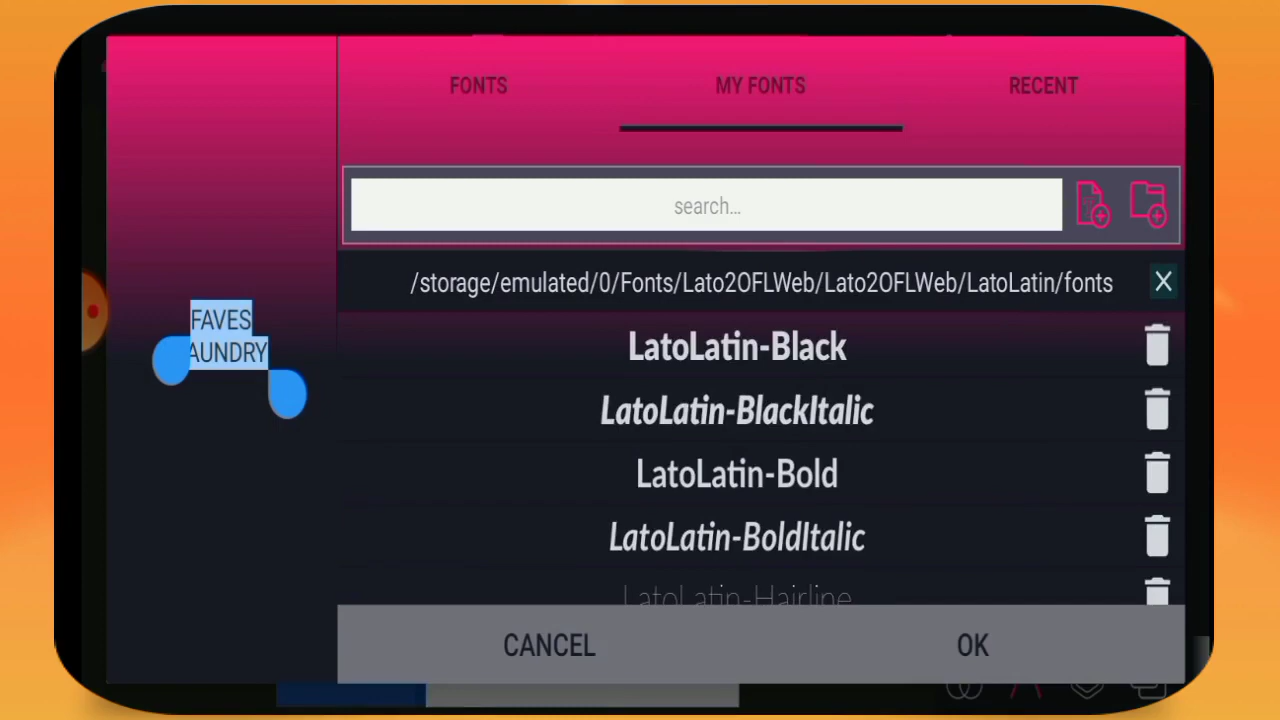 FONTS
MY FONTS
RECENT
search...
/storage/emulated/0/Fonts/Lato2OFLWeb/Lato2OFLWeb/LatoLatin/fonts
X
FAVES
AUNDRY
LatoLatin-Black
LatoLatin-BlackItalic
LatoLatin-Bold
LatoLatin-BoldItalic
LatoLatin-Hairline
CANCEL
OK